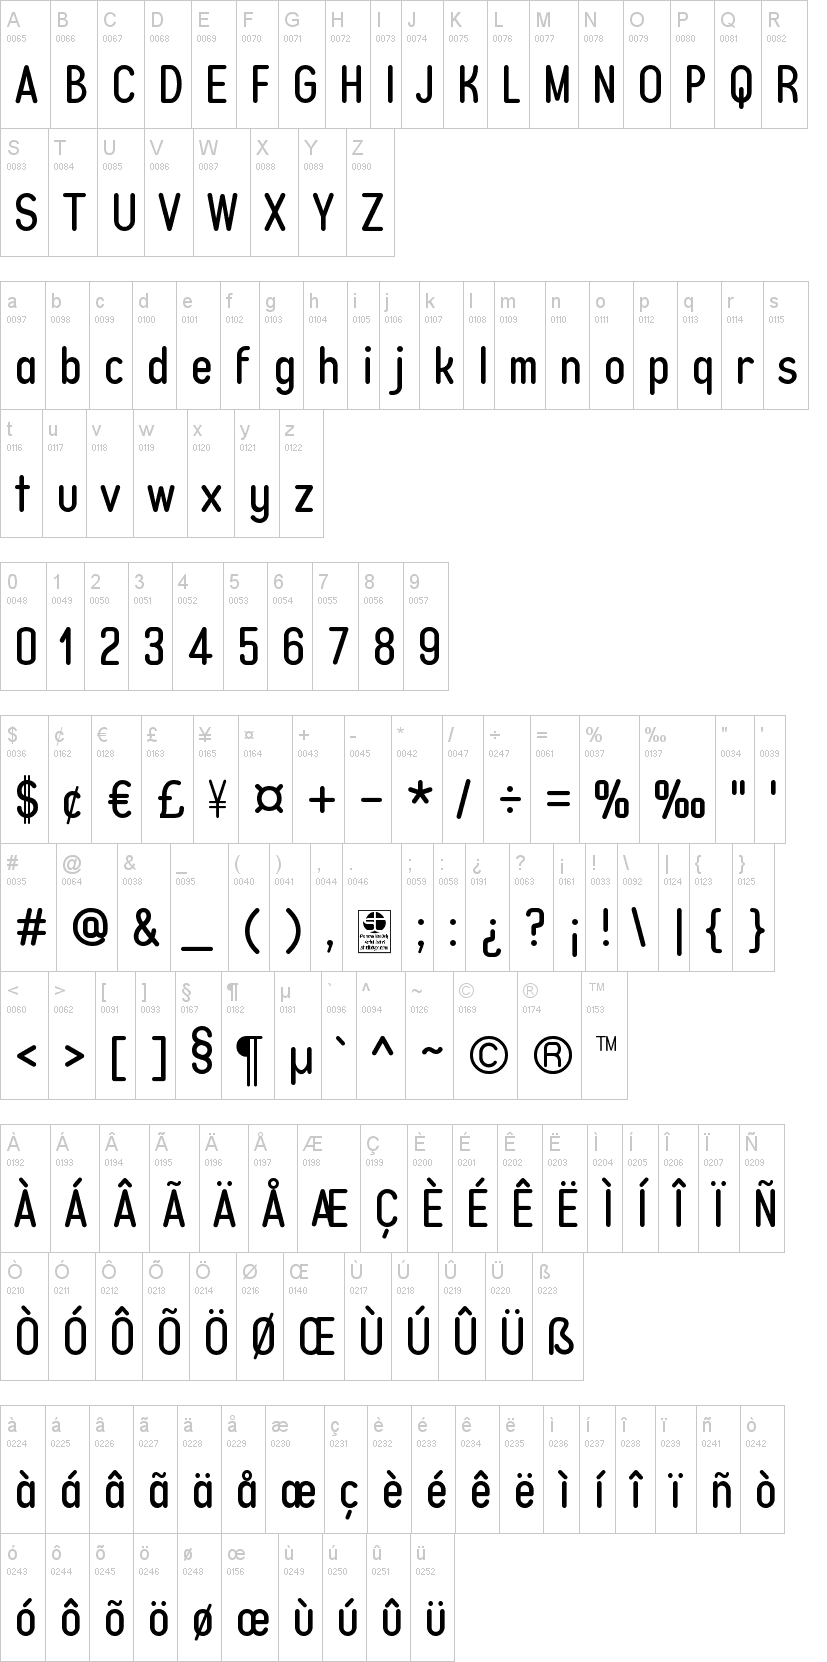 A B C D E F G H I J K L M N O P Q R
0065 0066 0067 0068 0069 0070 0071 0072 0073 0074 0075 0076 0077 0078 0079 0080 0081 0082
A B C D E F G H I J K L M N O P Q R
S T U V W X Y Z
0083 0084 0085 0086 0087 0088 0089 0090
S T U V W X Y Z
a b c d e f g h i j k l m n o p q r s
0097 0098 0099 0100 0101 0102 0103 0104 0105 0106 0107 0108 0109 0110 0111 0112 0113 0114 0115
a b c d e f g h i j k l m n o p q r s
t u v w x y z
0116 0117 0118 0119 0120 0121 0122
t u v w x y z
0 1 2 3 4 5 6 7 8 9
0048 0049 0050 0051 0052 0053 0054 0055 0056 0057
0 1 2 3 4 5 6 7 8 9
$ ¢ € £ ¥ ¤ + - * / ÷ = % ‰ " '
0036 0162 0128 0163 0165 0164 0043 0045 0042 0047 0247 0061 0037 0137 0034 0039
$ ¢ € £ ¥ ¤ + - * / ÷ = % ‰ " '
# @ & _ ( ) , . ; : ¿ ? ¡ ! \ | { }
0035 0064 0038 0095 0040 0041 0044 0046 0059 0058 0191 0063 0161 0033 0092 0124 0123 0125
# @ & _ ( ) , ; : ¿ ? ¡ ! \ | { }
< > [ ] § ¶ µ ` ^ ~ © ® ™
0060 0062 0091 0093 0167 0182 0181 0096 0094 0126 0169 0174 0153
< > [ ] § ¶ µ ` ^ ~ © ® ™
À Á Â Ã Ä Å Æ Ç È É Ê Ë Ì Í Î Ï Ñ
0192 0193 0194 0195 0196 0197 0198 0199 0200 0201 0202 0203 0204 0205 0206 0207 0209
À Á Â Ã Ä Å Æ Ç È É Ê Ë Ì Í Î Ï Ñ
Ò Ó Ô Õ Ö Ø Œ Ù Ú Û Ü ß
0210 0211 0212 0213 0214 0216 0140 0217 0218 0219 0220 0223
Ò Ó Ô Õ Ö Ø Œ Ù Ú Û Ü ß
à á â ã ä å æ ç è é ê ë ì í î ï ñ ò
0224 0225 0226 0227 0228 0229 0230 0231 0232 0233 0234 0235 0236 0237 0238 0239 0241 0242
à á â ã ä å æ ç è é ê ë ì í î ï ñ ò
ó ô õ ö ø œ ù ú û ü
0243 0244 0245 0246 0248 0156 0249 0250 0251 0252
ó ô õ ö ø œ ù ú û ü